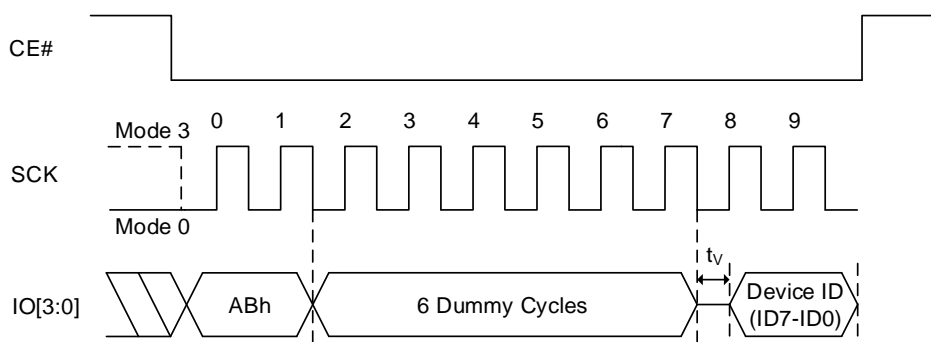 CE#
Mode 3 0 1 2 3 4 5 6 7 8 9
SCK
Mode 0
tV
IO[3:0] ABh 6 Dummy Cycles Device ID
(ID7-ID0)